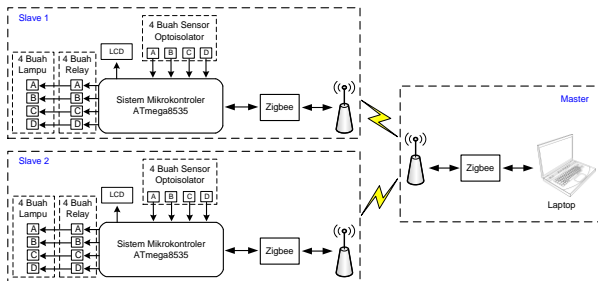 Slave 1
4 Buah Sensor
Optoisolator
A B C D
LCD
4 Buah
Lampu
4 Buah
Relay
A A
B B
C C
D D
Sistem Mikrokontroler
ATmega8535
Zigbee
Slave 2
4 Buah Sensor
Optoisolator
A B C D
LCD
4 Buah
Lampu
4 Buah
Relay
A A
B B
C C
D D
Sistem Mikrokontroler
ATmega8535
Zigbee
Master
Zigbee
Laptop